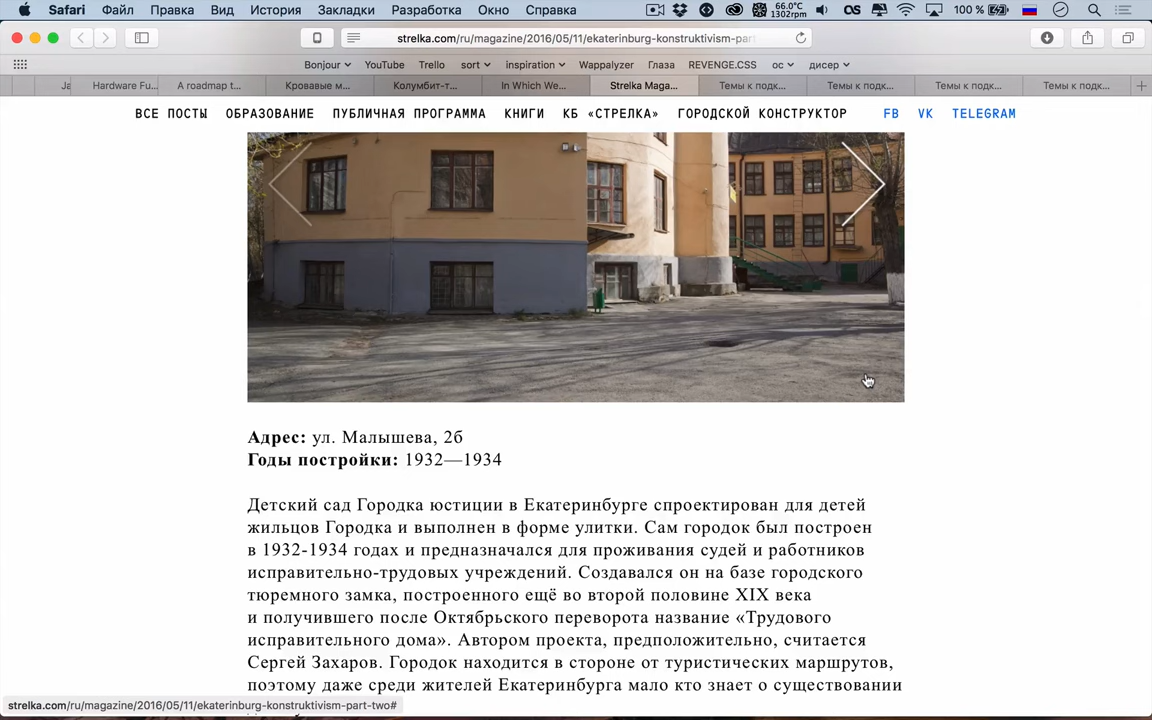 Safari Файл Правка Вид История Закладки Разработка Окно Справка 66.0°C 1302rpm 100 %
strelka.com/ru/magazine/2016/05/11/ekaterinburg-konstruktivism-part
Bonjour YouTube Trello sort inspiration Wappalyzer Глаза REVENGE.CSS ос дисер
Ja Hardware Fu... A roadmap t... Кровавые м... Колумбит-т... In Which We... Strelka Maga... Темы к подк... Темы к подк... Темы к подк... Темы к подк...
ВСЕ ПОСТЫ ОБРАЗОВАНИЕ ПУБЛИЧНАЯ ПРОГРАММА КНИГИ КБ «СТРЕЛКА» ГОРОДСКОЙ КОНСТРУКТОР FB VK TELEGRAM
Адрес: ул. Малышева, 2б
Годы постройки: 1932—1934
Детский сад Городка юстиции в Екатеринбурге спроектирован для детей
жильцов Городка и выполнен в форме улитки. Сам городок был построен
в 1932-1934 годах и предназначался для проживания судей и работников
исправительно-трудовых учреждений. Создавался он на базе городского
тюремного замка, построенного ещё во второй половине XIX века
и получившего после Октябрьского переворота название «Трудового
исправительного дома». Автором проекта, предположительно, считается
Сергей Захаров. Городок находится в стороне от туристических маршрутов,
поэтому даже среди жителей Екатеринбурга мало кто знает о существовании
strelka.com/ru/magazine/2016/05/11/ekaterinburg-konstruktivism-part-two#